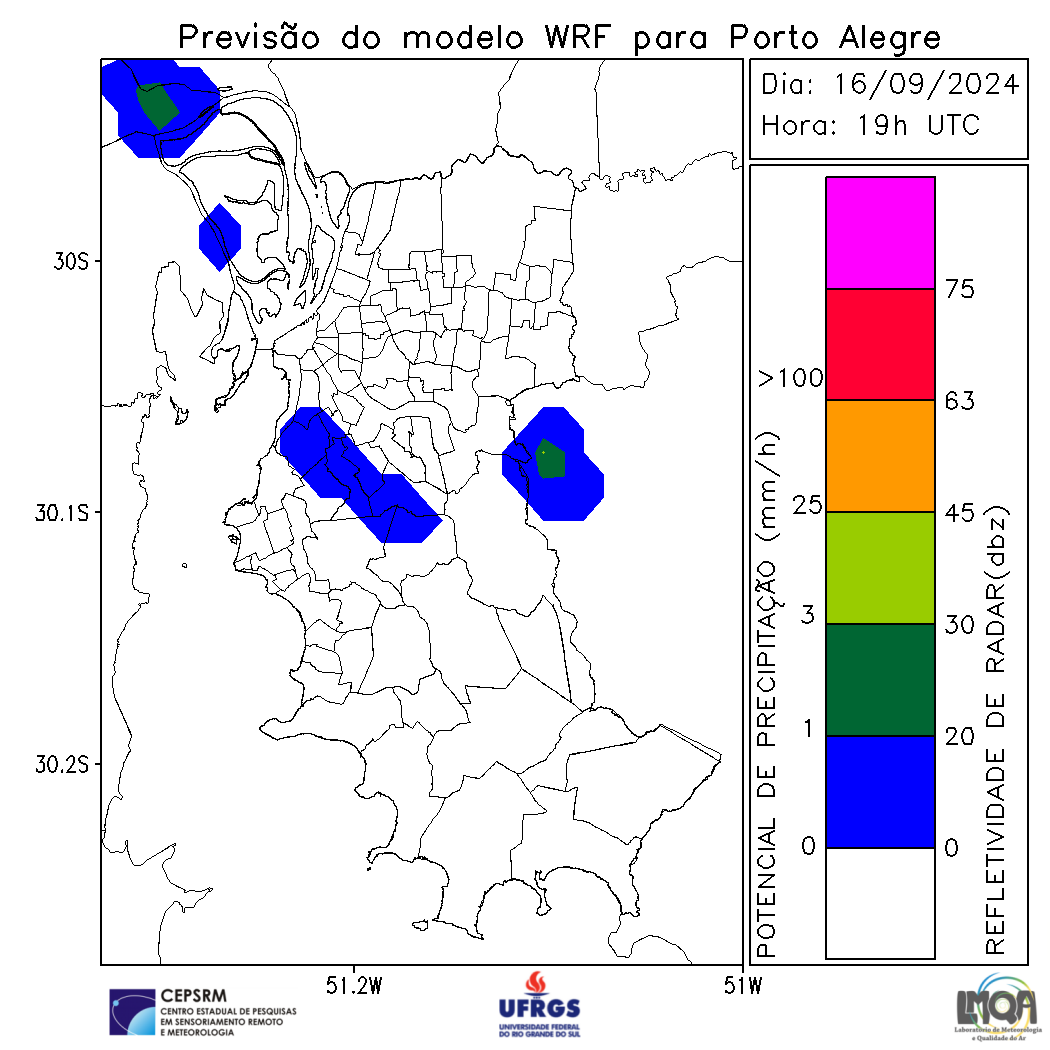 Previsão do modelo WRF para Porto Alegre
Dia: 16/09/2024
Hora: 19h UTC
30S
30.1S
30.2S
51.2W
51W
POTENCIAL DE PRECIPITAÇÃO (mm/h)
>100
25
3
1
0
75
63
45
30
20
0
REFLETIVIDADE DE RADAR(dbz)
CEPSRM
CENTRO ESTADUAL DE PESQUISAS
EM SENSORIAMENTO REMOTO
E METEOROLOGIA
UFRGS
UNIVERSIDADE FEDERAL
DO RIO GRANDE DO SUL
LMQA
Laboratório de Meteorologia
e Qualidade do Ar